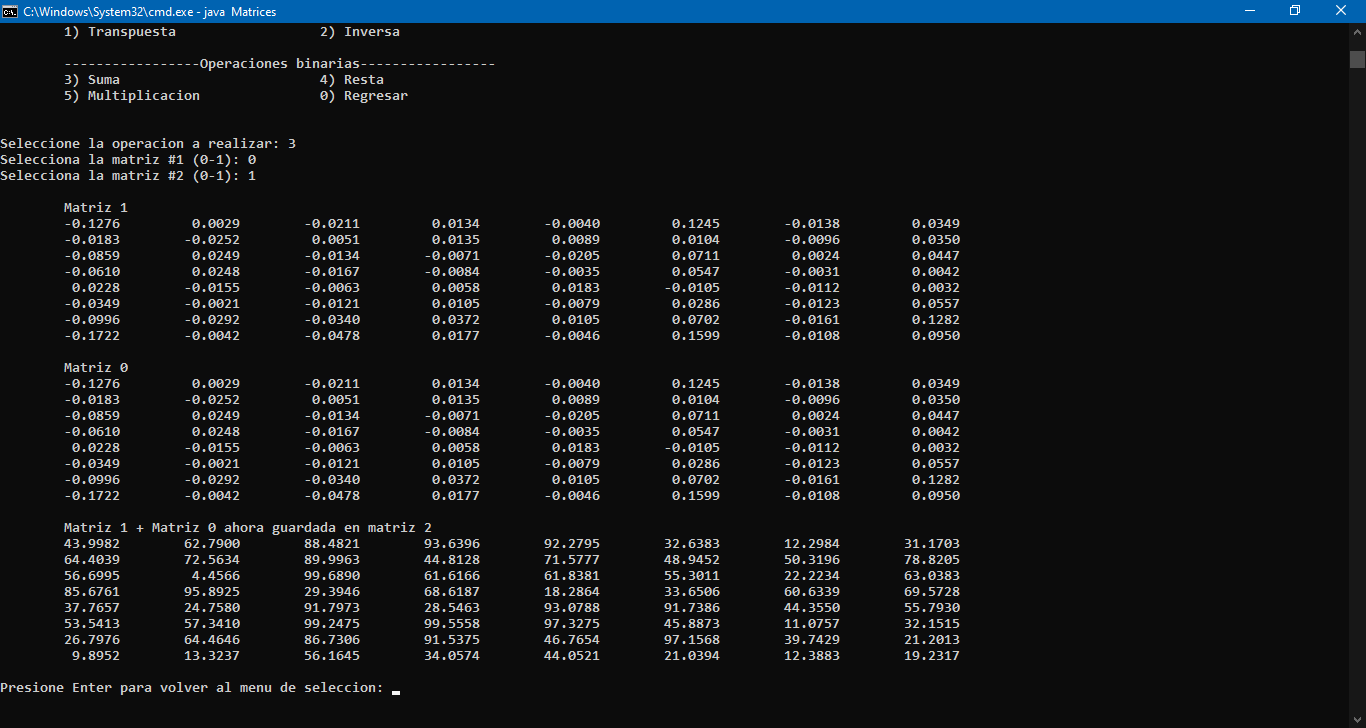 C:\Windows\System32\cmd.exe - java Matrices
1) Transpuesta 2) Inversa
-----------------Operaciones binarias-----------------
3) Suma 4) Resta
5) Multiplicacion 0) Regresar
Seleccione la operacion a realizar: 3
Selecciona la matriz #1 (0-1): 0
Selecciona la matriz #2 (0-1): 1
Matriz 1
-0.1276 0.0029 -0.0211 0.0134 -0.0040 0.1245 -0.0138 0.0349
-0.0183 -0.0252 0.0051 0.0135 0.0089 0.0104 -0.0096 0.0350
-0.0859 0.0249 -0.0134 -0.0071 -0.0205 0.0711 0.0024 0.0447
-0.0610 0.0248 -0.0167 -0.0084 -0.0035 0.0547 -0.0031 0.0042
0.0228 -0.0155 -0.0063 0.0058 0.0183 -0.0105 -0.0112 0.0032
-0.0349 -0.0021 -0.0121 0.0105 -0.0079 0.0286 -0.0123 0.0557
-0.0996 -0.0292 -0.0340 0.0372 0.0105 0.0702 -0.0161 0.1282
-0.1722 -0.0042 -0.0478 0.0177 -0.0046 0.1599 -0.0108 0.0950
Matriz 0
-0.1276 0.0029 -0.0211 0.0134 -0.0040 0.1245 -0.0138 0.0349
-0.0183 -0.0252 0.0051 0.0135 0.0089 0.0104 -0.0096 0.0350
-0.0859 0.0249 -0.0134 -0.0071 -0.0205 0.0711 0.0024 0.0447
-0.0610 0.0248 -0.0167 -0.0084 -0.0035 0.0547 -0.0031 0.0042
0.0228 -0.0155 -0.0063 0.0058 0.0183 -0.0105 -0.0112 0.0032
-0.0349 -0.0021 -0.0121 0.0105 -0.0079 0.0286 -0.0123 0.0557
-0.0996 -0.0292 -0.0340 0.0372 0.0105 0.0702 -0.0161 0.1282
-0.1722 -0.0042 -0.0478 0.0177 -0.0046 0.1599 -0.0108 0.0950
Matriz 1 + Matriz 0 ahora guardada en matriz 2
43.9982 62.7900 88.4821 93.6396 92.2795 32.6383 12.2984 31.1703
64.4039 72.5634 89.9963 44.8128 71.5777 48.9452 50.3196 78.8205
56.6995 4.4566 99.6890 61.6166 61.8381 55.3011 22.2234 63.0383
85.6761 95.8925 29.3946 68.6187 18.2864 33.6506 60.6339 69.5728
37.7657 24.7580 91.7973 28.5463 93.0788 91.7386 44.3550 55.7930
53.5413 57.3410 99.2475 99.5558 97.3275 45.8873 11.0757 32.1515
26.7976 64.4646 86.7306 91.5375 46.7654 97.1568 39.7429 21.2013
9.8952 13.3237 56.1645 34.0574 44.0521 21.0394 12.3883 19.2317
Presione Enter para volver al menu de seleccion: